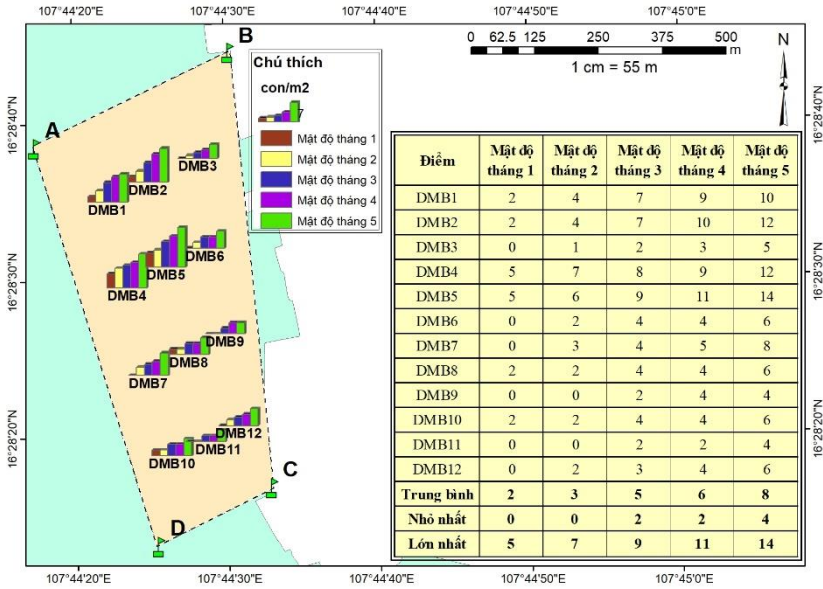 107°44'20"E 107°44'30"E 107°44'50"E 107°45'0"E
B
A
Chú thích
con/m2
7
Mật độ tháng 1
Mật độ tháng 2
Mật độ tháng 3
Mật độ tháng 4
Mật độ tháng 5
0 62.5 125 250 375 500
m
1 cm = 55 m
N
16°28'40"N 16°28'40"N
16°28'30"N 16°28'30"N
16°28'20"N 16°28'20"N
DMB1
DMB2
DMB3
DMB4
DMB5
DMB6
DMB7
DMB8
DMB9
DMB10
DMB11
DMB12
C
D
Điểm Mật độ tháng 1 Mật độ tháng 2 Mật độ tháng 3 Mật độ tháng 4 Mật độ tháng 5
DMB1 2 4 7 9 10
DMB2 2 4 7 10 12
DMB3 0 1 2 3 5
DMB4 5 7 8 9 12
DMB5 5 6 9 11 14
DMB6 0 2 4 4 6
DMB7 0 3 4 5 8
DMB8 2 2 4 4 6
DMB9 0 0 2 4 4
DMB10 2 2 4 4 6
DMB11 0 0 2 2 4
DMB12 0 2 3 4 6
Trung bình 2 3 5 6 8
Nhỏ nhất 0 0 2 2 4
Lớn nhất 5 7 9 11 14
107°44'20"E 107°44'30"E 107°44'40"E 107°44'50"E 107°45'0"E